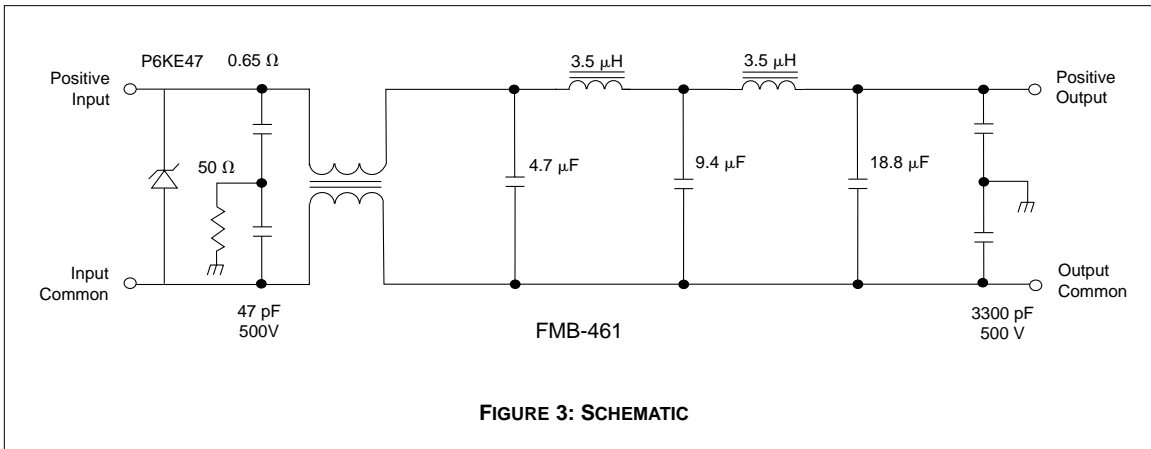 P6KE47 0.65 Ω
3.5 μH
3.5 μH
Positive
Input
Positive
Output
50 Ω
4.7 μF
9.4 μF
18.8 μF
Input
Common
Output
Common
47 pF
500V
FMB-461
3300 pF
500 V
FIGURE 3: SCHEMATIC